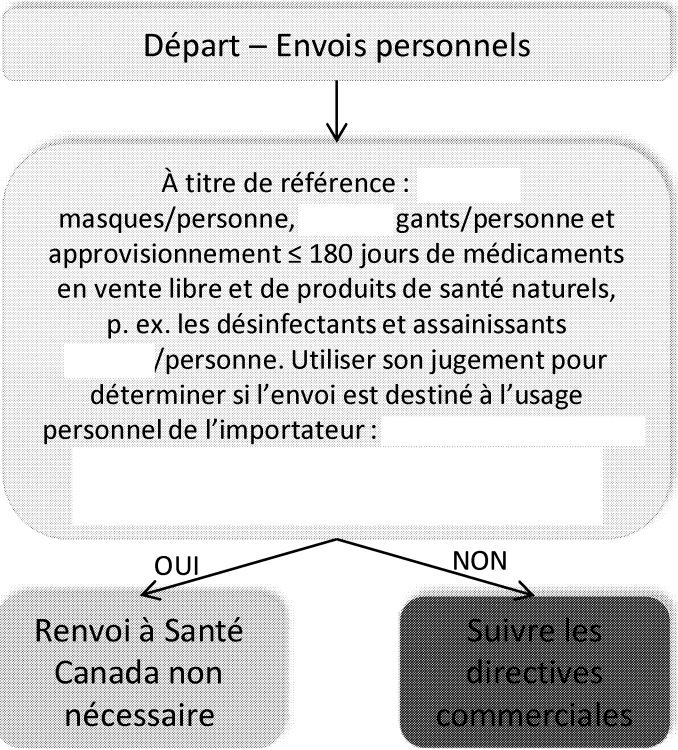 Départ – Envois personnels
À titre de référence :
masques/personne, gants/personne et
approvisionnement ≤ 180 jours de médicaments
en vente libre et de produits de santé naturels,
p. ex. les désinfectants et assainissants
/personne. Utiliser son jugement pour
déterminer si l’envoi est destiné à l’usage
personnel de l’importateur :
OUI
NON
Renvoi à Santé
Canada non
nécessaire
Suivre les
directives
commerciales